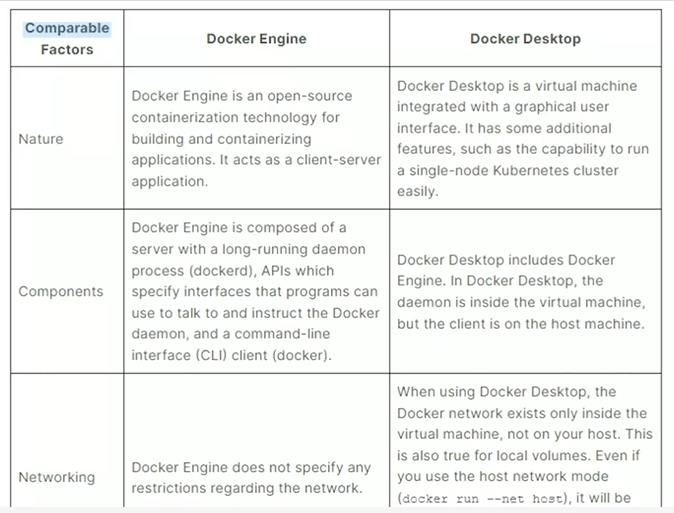 Comparable
Factors
Docker Engine
Docker Desktop
Nature
Docker Engine is an open-source
containerization technology for
building and containerizing
applications. It acts as a client-server
application.
Docker Desktop is a virtual machine
integrated with a graphical user
interface. It has some additional
features, such as the capability to run
a single-node Kubernetes cluster
easily.
Components
Docker Engine is composed of a
server with a long-running daemon
process (dockerd), APIs which
specify interfaces that programs can
use to talk to and instruct the Docker
daemon, and a command-line
interface (CLI) client (docker).
Docker Desktop includes Docker
Engine. In Docker Desktop, the
daemon is inside the virtual machine,
but the client is on the host machine.
Networking
Docker Engine does not specify any
restrictions regarding the network.
When using Docker Desktop, the
Docker network exists only inside the
virtual machine, not on your host. This
is also true for local volumes. Even if
you use the host network mode
(docker run --net host), it will be